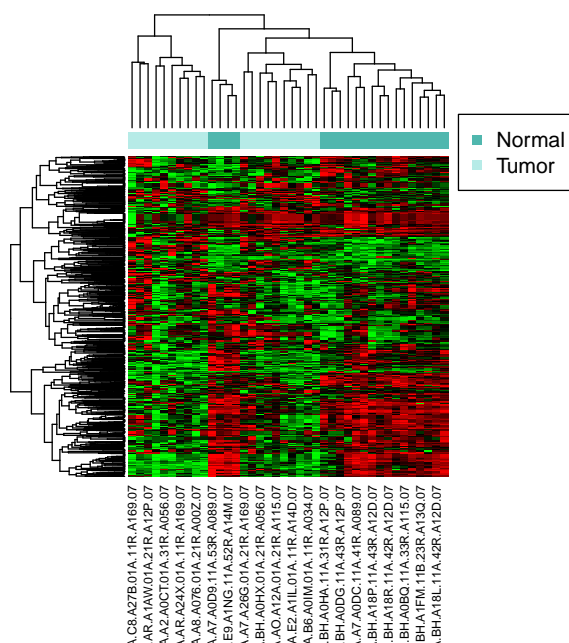 Normal
Tumor
.C8.A27B.01A.11R.A169.07
AR.A1AW.01A.21R.A12P.07
.A2.A0CT.01A.31R.A056.07
.AR.A24X.01A.11R.A169.07
.A8.A076.01A.21R.A00Z.07
.A7.A0D9.11A.53R.A089.07
.E9.A1NG.11A.52R.A14M.07
.A7.A26G.01A.21R.A169.07
.BH.A0HX.01A.21R.A056.07
.AO.A12A.01A.21R.A115.07
.E2.A1IL.01A.11R.A14D.07
.B6.A0IM.01A.11R.A034.07
.BH.A0HA.11A.31R.A12P.07
.BH.A0DG.11A.43R.A12P.07
.A7.A0DC.11A.41R.A089.07
.BH.A18P.11A.43R.A12D.07
.BH.A18R.11A.42R.A12D.07
.BH.A0BQ.11A.33R.A115.07
.BH.A1FM.11B.23R.A13Q.07
.BH.A18L.11A.42R.A12D.07